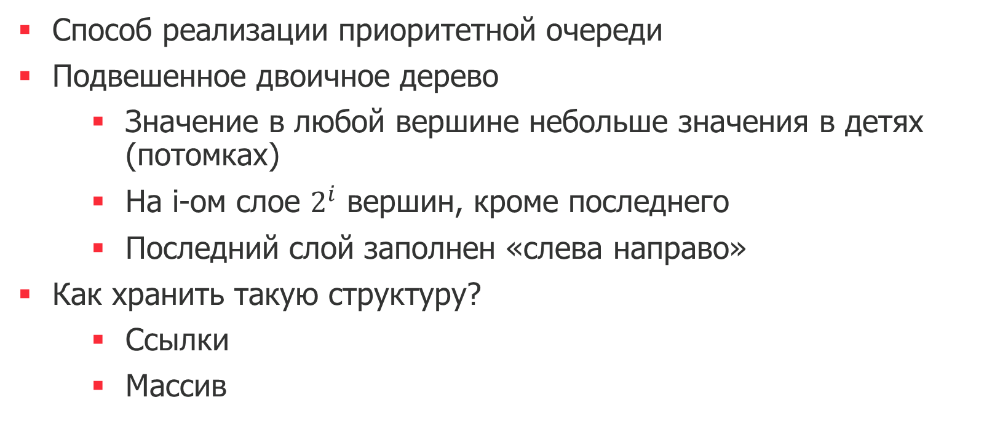 Способ реализации приоритетной очереди
Подвешенное двоичное дерево
Значение в любой вершине небольше значения в детях
(потомках)
На i-ом слое 2^i вершин, кроме последнего
Последний слой заполнен «слева направо»
Как хранить такую структуру?
Ссылки
Массив